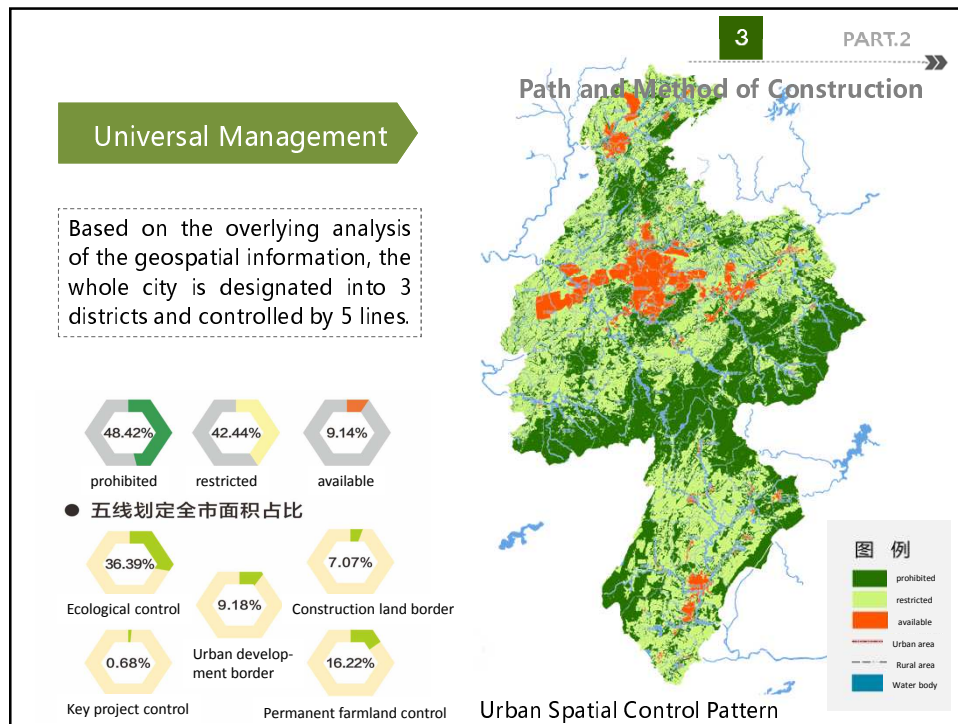 3
PART.2
Path and Method of Construction
Universal Management
Based on the overlying analysis
of the geospatial information, the
whole city is designated into 3
districts and controlled by 5 lines.
48.42%
42.44%
9.14%
prohibited
restricted
available
● 五线划定全市面积占比
36.39%
7.07%
Ecological control
9.18%
Construction land border
0.68%
Urban develop-
ment border
16.22%
Key project control
Permanent farmland control
图 例
prohibited
restricted
available
Urban area
Rural area
Water body
Urban Spatial Control Pattern